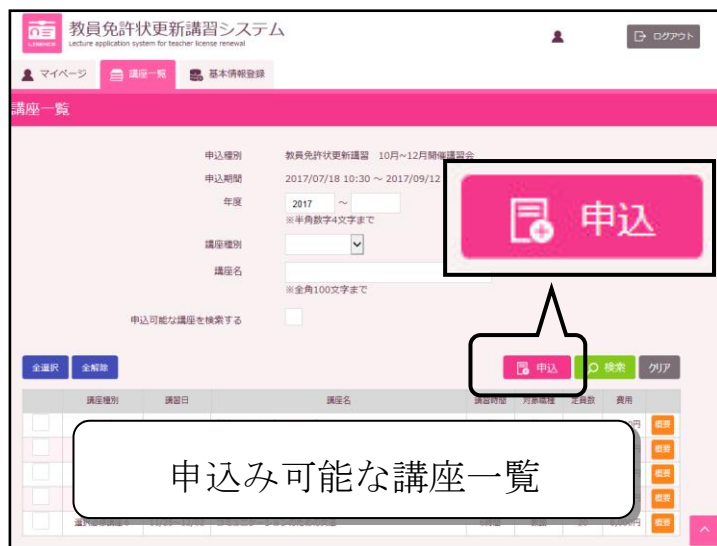 教員免許状更新講習システム
Lecture application system for teacher license renewal
ログアウト
マイページ
講座一覧
基本情報登録
講座一覧
申込種別 教員免許状更新講習 10月~12月開催講習会
申込期間 2017/07/18 10:30 ~ 2017/09/12
年度 2017 ~
※半角数字4文字まで
申込
講座種別
講座名
※全角100文字まで
申込可能な講座を検索する
全選択 全解除 申込 検索 クリア
講座種別 講習日 講座名 講習時間 対象職種 定員数 費用
概要
概要
概要
概要
概要
申込み可能な講座一覧